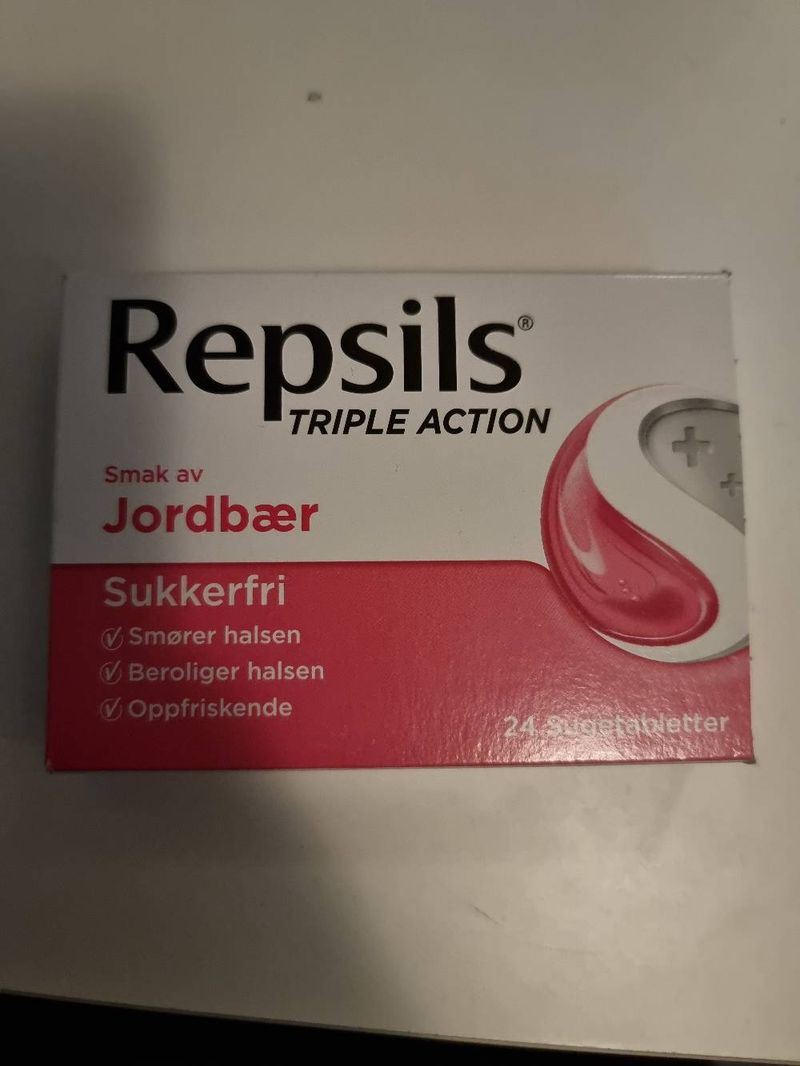 Repsils®
TRIPLE ACTION
Smak av
Jordbær
Sukkerfri
Smører halsen
Beroliger halsen
Oppfriskende
24 Sugetabletter